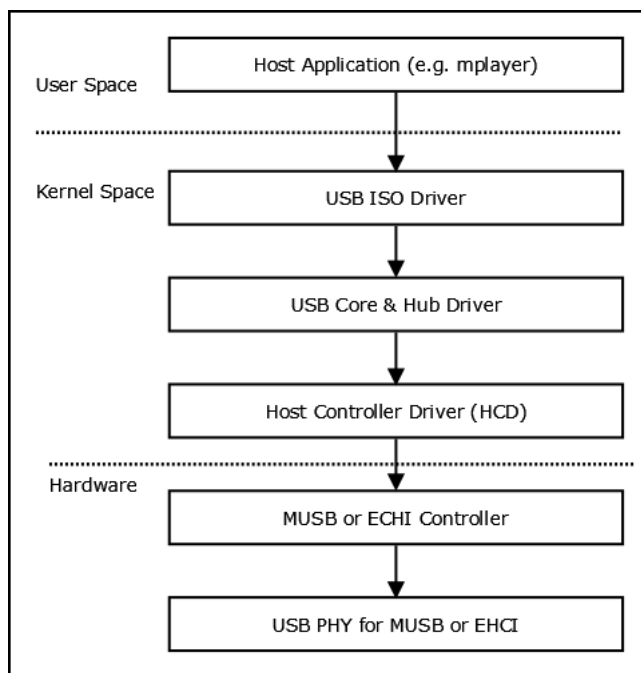 Host Application (e.g. mplayer)
User Space
Kernel Space
USB ISO Driver
USB Core & Hub Driver
Host Controller Driver (HCD)
Hardware
MUSB or ECHI Controller
USB PHY for MUSB or EHCI